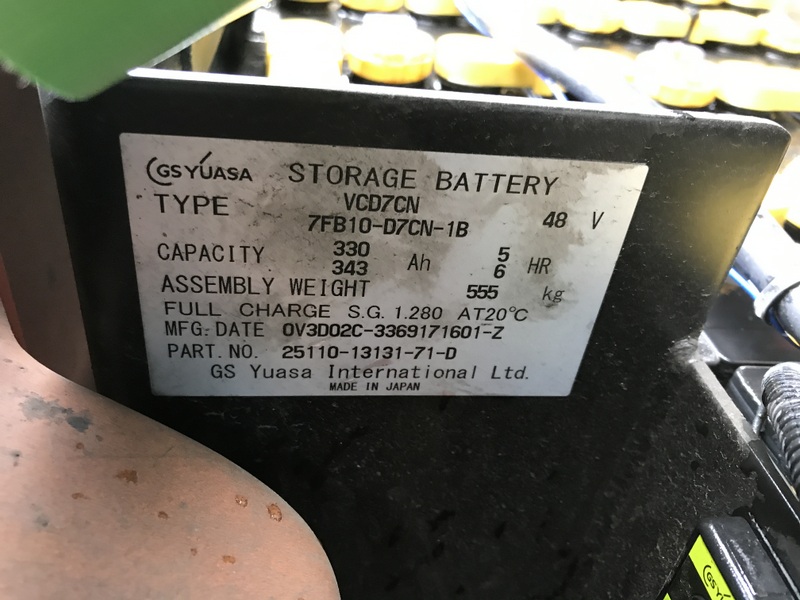 GS YUASA STORAGE BATTERY
TYPE VCD7CN
7FB10-D7CN-1B 48 V
CAPACITY 330 Ah 5 HR
343 6
ASSEMBLY WEIGHT 555 kg
FULL CHARGE S.G. 1.280 AT20°C
MFG.DATE 0V3D02C-3369171601-Z
PART.NO. 25110-13131-71-D
GS Yuasa International Ltd.
MADE IN JAPAN
GS YU